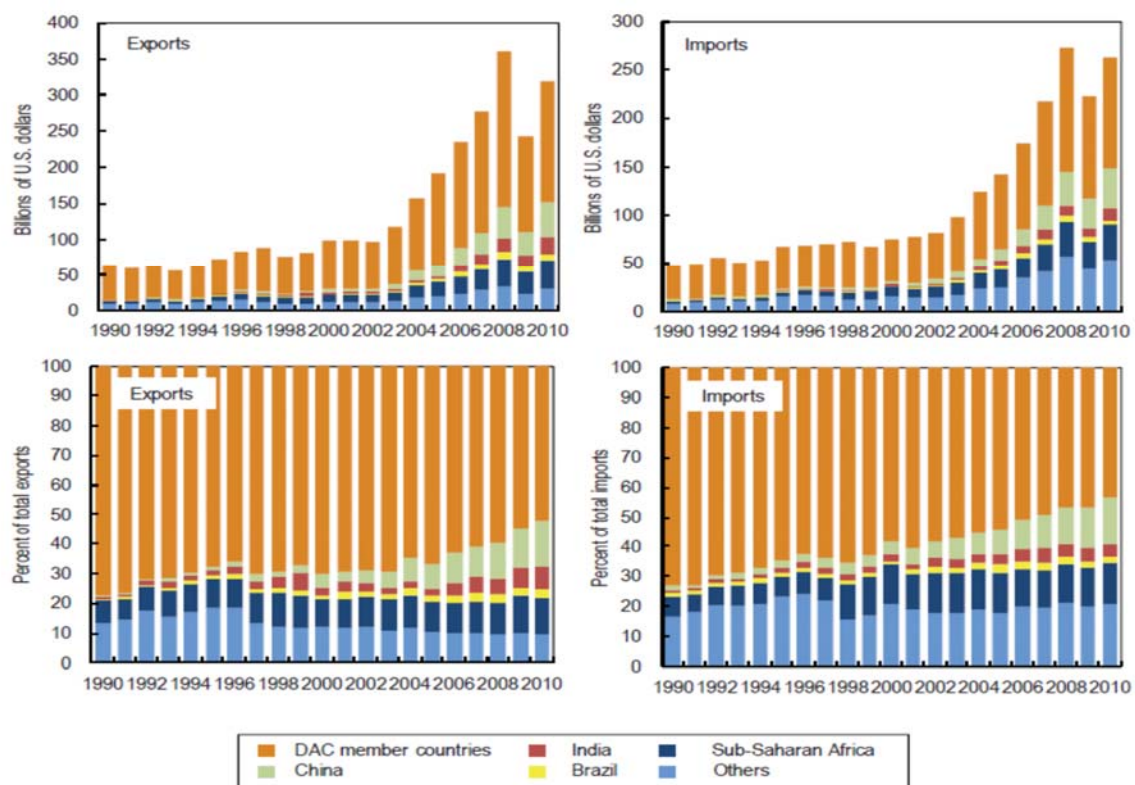 Exports
Billions of U.S. dollars
400
350
300
250
200
150
100
50
0
1990 1992 1994 1996 1998 2000 2002 2004 2006 2008 2010
Imports
Billions of U.S. dollars
300
250
200
150
100
50
0
1990 1992 1994 1996 1998 2000 2002 2004 2006 2008 2010
Exports
Percent of total exports
100
90
80
70
60
50
40
30
20
10
0
1990 1992 1994 1996 1998 2000 2002 2004 2006 2008 2010
Imports
Percent of total imports
100
90
80
70
60
50
40
30
20
10
0
1990 1992 1994 1996 1998 2000 2002 2004 2006 2008 2010
DAC member countries India Sub-Saharan Africa
China Brazil Others